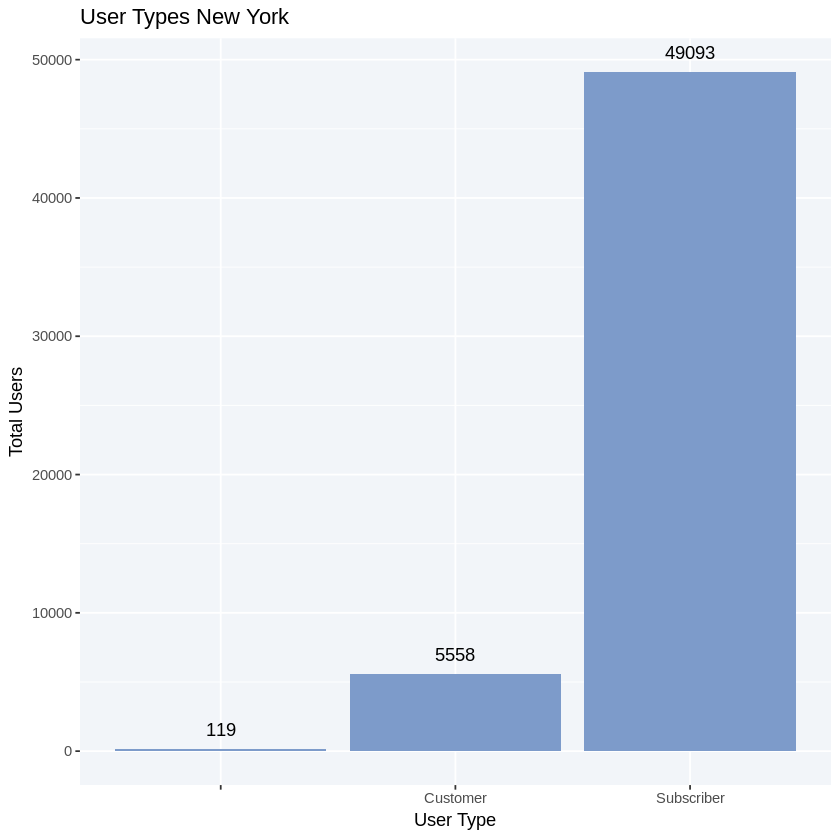 User Types New York
Total Users
50000
40000
30000
20000
10000
0
49093
5558
119
Customer
Subscriber
User Type